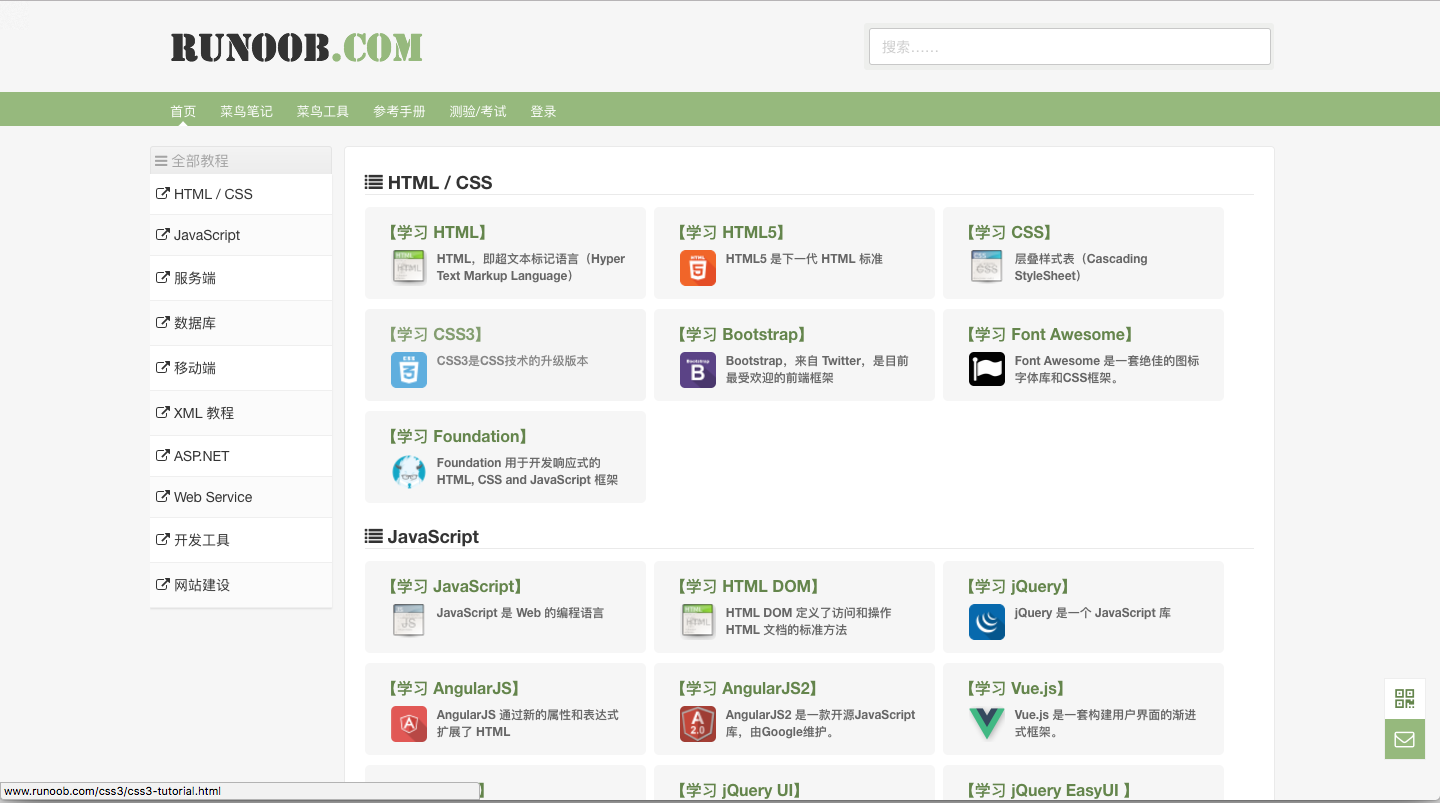 RUNOOB.COM
搜索……
首页 菜鸟笔记 菜鸟工具 参考手册 测验/考试 登录
全部教程
HTML / CSS
JavaScript
服务端
数据库
移动端
XML 教程
ASP.NET
Web Service
开发工具
网站建设
HTML / CSS
【学习 HTML】
HTML，即超文本标记语言（Hyper
Text Markup Language）
【学习 HTML5】
HTML5 是下一代 HTML 标准
【学习 CSS】
层叠样式表（Cascading
StyleSheet）
【学习 CSS3】
CSS3是CSS技术的升级版本
【学习 Bootstrap】
Bootstrap，来自 Twitter，是目前
最受欢迎的前端框架
【学习 Font Awesome】
Font Awesome 是一套绝佳的图标
字体库和CSS框架。
【学习 Foundation】
Foundation 用于开发响应式的
HTML, CSS and JavaScript 框架
JavaScript
【学习 JavaScript】
JavaScript 是 Web 的编程语言
【学习 HTML DOM】
HTML DOM 定义了访问和操作
HTML 文档的标准方法
【学习 jQuery】
jQuery 是一个 JavaScript 库
【学习 AngularJS】
AngularJS 通过新的属性和表达式
扩展了 HTML
【学习 AngularJS2】
AngularJS2 是一款开源JavaScript
库，由Google维护。
【学习 Vue.js】
Vue.js 是一套构建用户界面的渐进
式框架。
】
【学习 jQuery UI】
【学习 jQuery EasyUI 】
www.runoob.com/css3/css3-tutorial.html